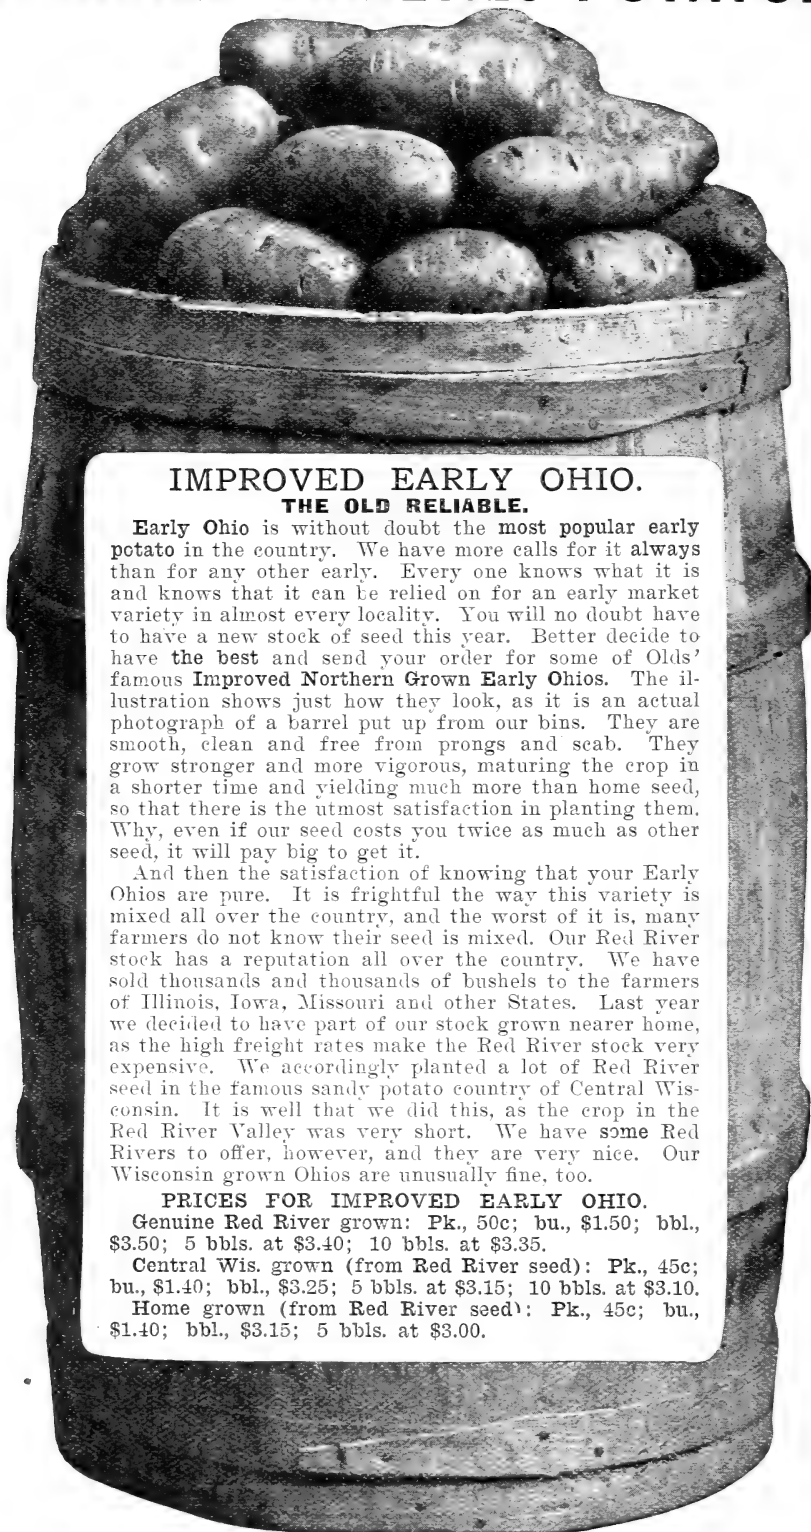 IMPROVED EARLY OHIO.
THE OLD RELIABLE.
Early Ohio is without doubt the most popular early
potato in the country. We have more calls for it always
than for any other early. Every one knows what it is
and knows that it can be relied on for an early market
variety in almost every locality. You will no doubt have
to have a new stock of seed this year. Better decide to
have the best and send your order for some of Olds'
famous Improved Northern Grown Early Ohios. The il-
lustration shows just how they look, as it is an actual
photograph of a barrel put up from our bins. They are
smooth, clean and free from prongs and scab. They
grow stronger and more vigorous, maturing the crop in
a shorter time and yielding much more than home seed,
so that there is the utmost satisfaction in planting them.
Why, even if our seed costs you twice as much as other
seed, it will pay big to get it.
And then the satisfaction of knowing that your Early
Ohios are pure. It is frightful the way this variety is
mixed all over the country, and the worst of it is, many
farmers do not know their seed is mixed. Our Red River
stock has a reputation all over the country. We have
sold thousands and thousands of bushels to the farmers
of Illinois, Iowa, Missouri and other States. Last year
we decided to have part of our stock grown nearer home,
as the high freight rates make the Red River stock very
expensive. We accordingly planted a lot of Red River
seed in the famous sandy potato country of Central Wis-
consin. It is well that we did this, as the crop in the
Red River Valley was very short. We have some Red
Rivers to offer, however, and they are very nice. Our
Wisconsin grown Ohios are unusually fine, too.
PRICES FOR IMPROVED EARLY OHIO.
Genuine Red River grown: Pk., 50c; bu., $1.50; bbl.,
$3.50; 5 bbls. at $3.40; 10 bbls. at $3.35.
Central Wis. grown (from Red River seed): Pk., 45c;
bu., $1.40; bbl., $3.25; 5 bbls. at $3.15; 10 bbls. at $3.10.
Home grown (from Red River seed): Pk., 45c; bu.,
$1.40; bbl., $3.15; 5 bbls. at $3.00.